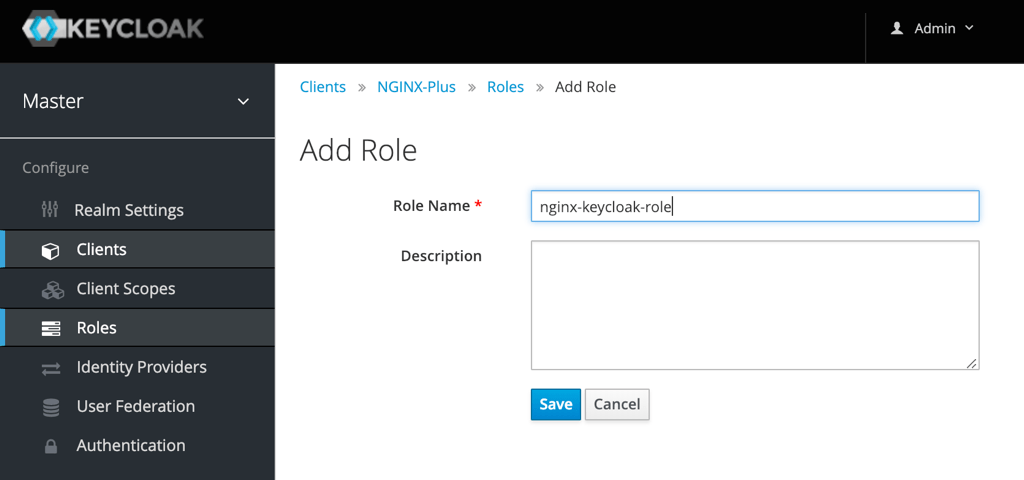 KEYCLOAK
Admin
Master
Clients » NGINX-Plus » Roles » Add Role
Configure
Add Role
Realm Settings
Role Name * nginx-keycloak-role
Clients
Description
Client Scopes
Roles
Identity Providers
User Federation
Save Cancel
Authentication